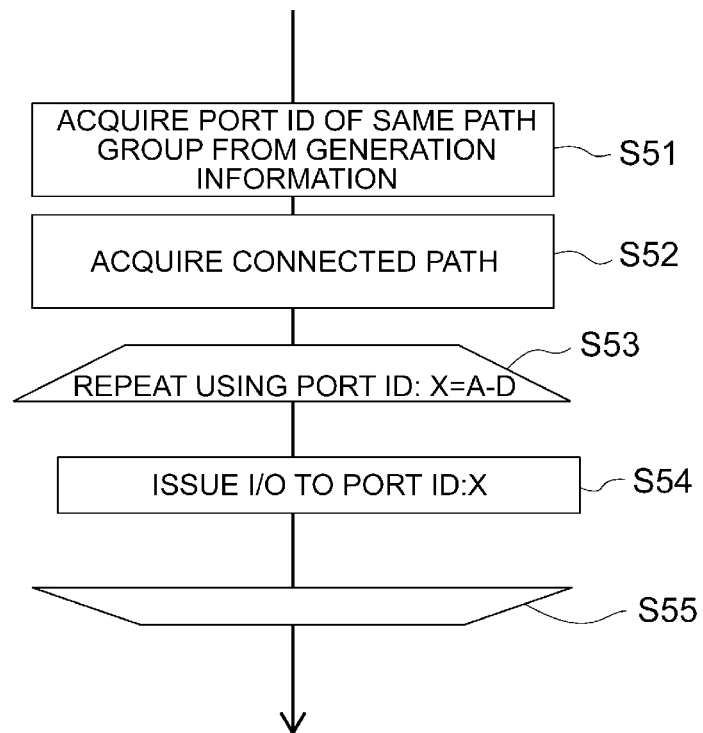 ACQUIRE PORT ID OF SAME PATH
GROUP FROM GENERATION
INFORMATION
S51
ACQUIRE CONNECTED PATH
S52
S53
REPEAT USING PORT ID: X=A-D
ISSUE I/O TO PORT ID:X
S54
S55